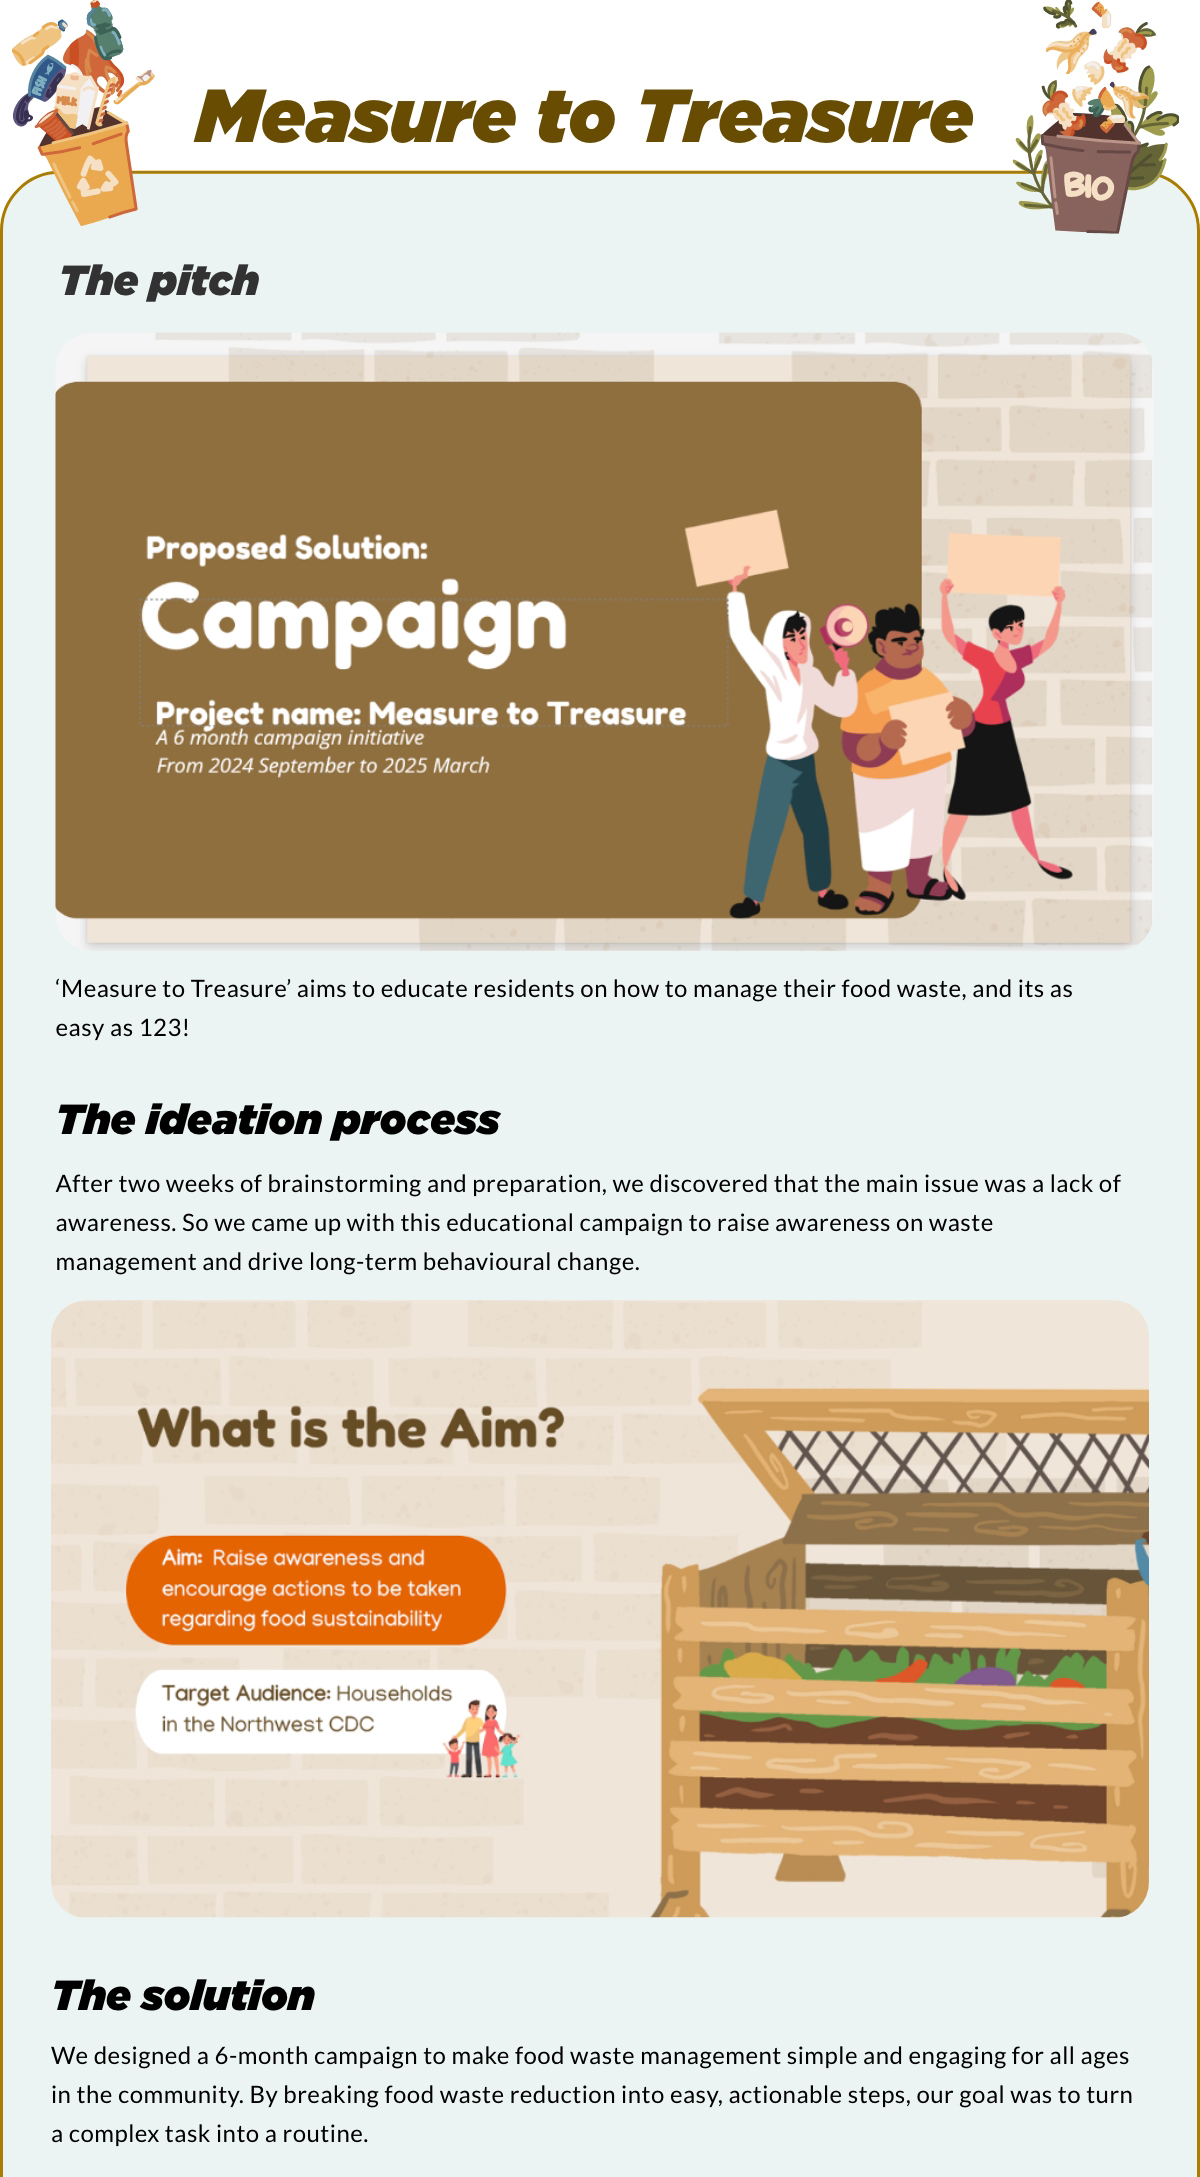 Measure to Treasure
MILK
BIO
The pitch
Proposed Solution:
Campaign
Project name: Measure to Treasure
A 6 month campaign initiative
From 2024 September to 2025 March
‘Measure to Treasure’ aims to educate residents on how to manage their food waste, and its as
easy as 123!
The ideation process
After two weeks of brainstorming and preparation, we discovered that the main issue was a lack of
awareness. So we came up with this educational campaign to raise awareness on waste
management and drive long-term behavioural change.
What is the Aim?
Aim: Raise awareness and
encourage actions to be taken
regarding food sustainability
Target Audience: Households
in the Northwest CDC
The solution
We designed a 6-month campaign to make food waste management simple and engaging for all ages
in the community. By breaking food waste reduction into easy, actionable steps, our goal was to turn
a complex task into a routine.